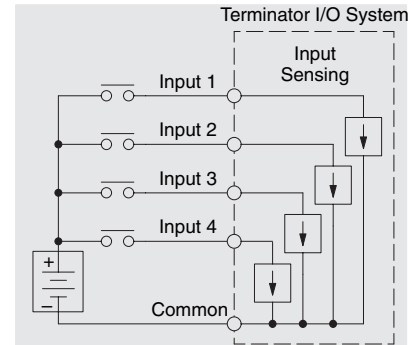 Terminator I/O System
Input
Sensing
Input 1
Input 2
Input 3
Input 4
+
–
Common